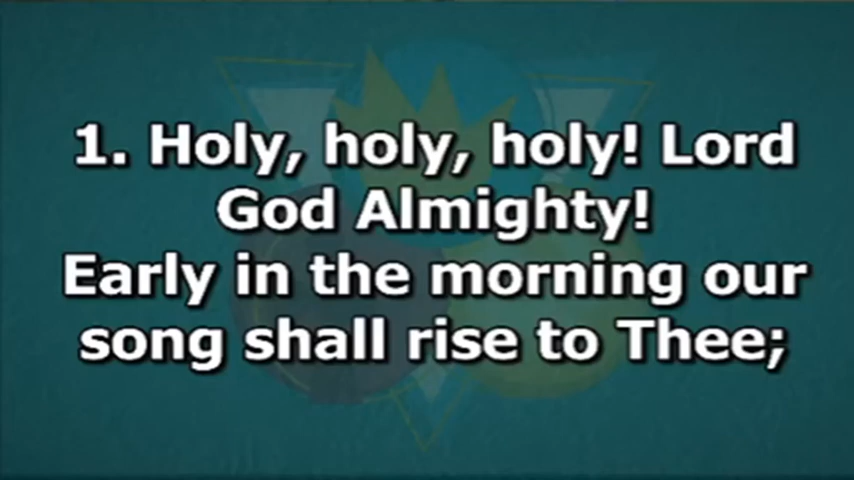 1. Holy, holy, holy! Lord
God Almighty!
Early in the morning our
song shall rise to Thee;